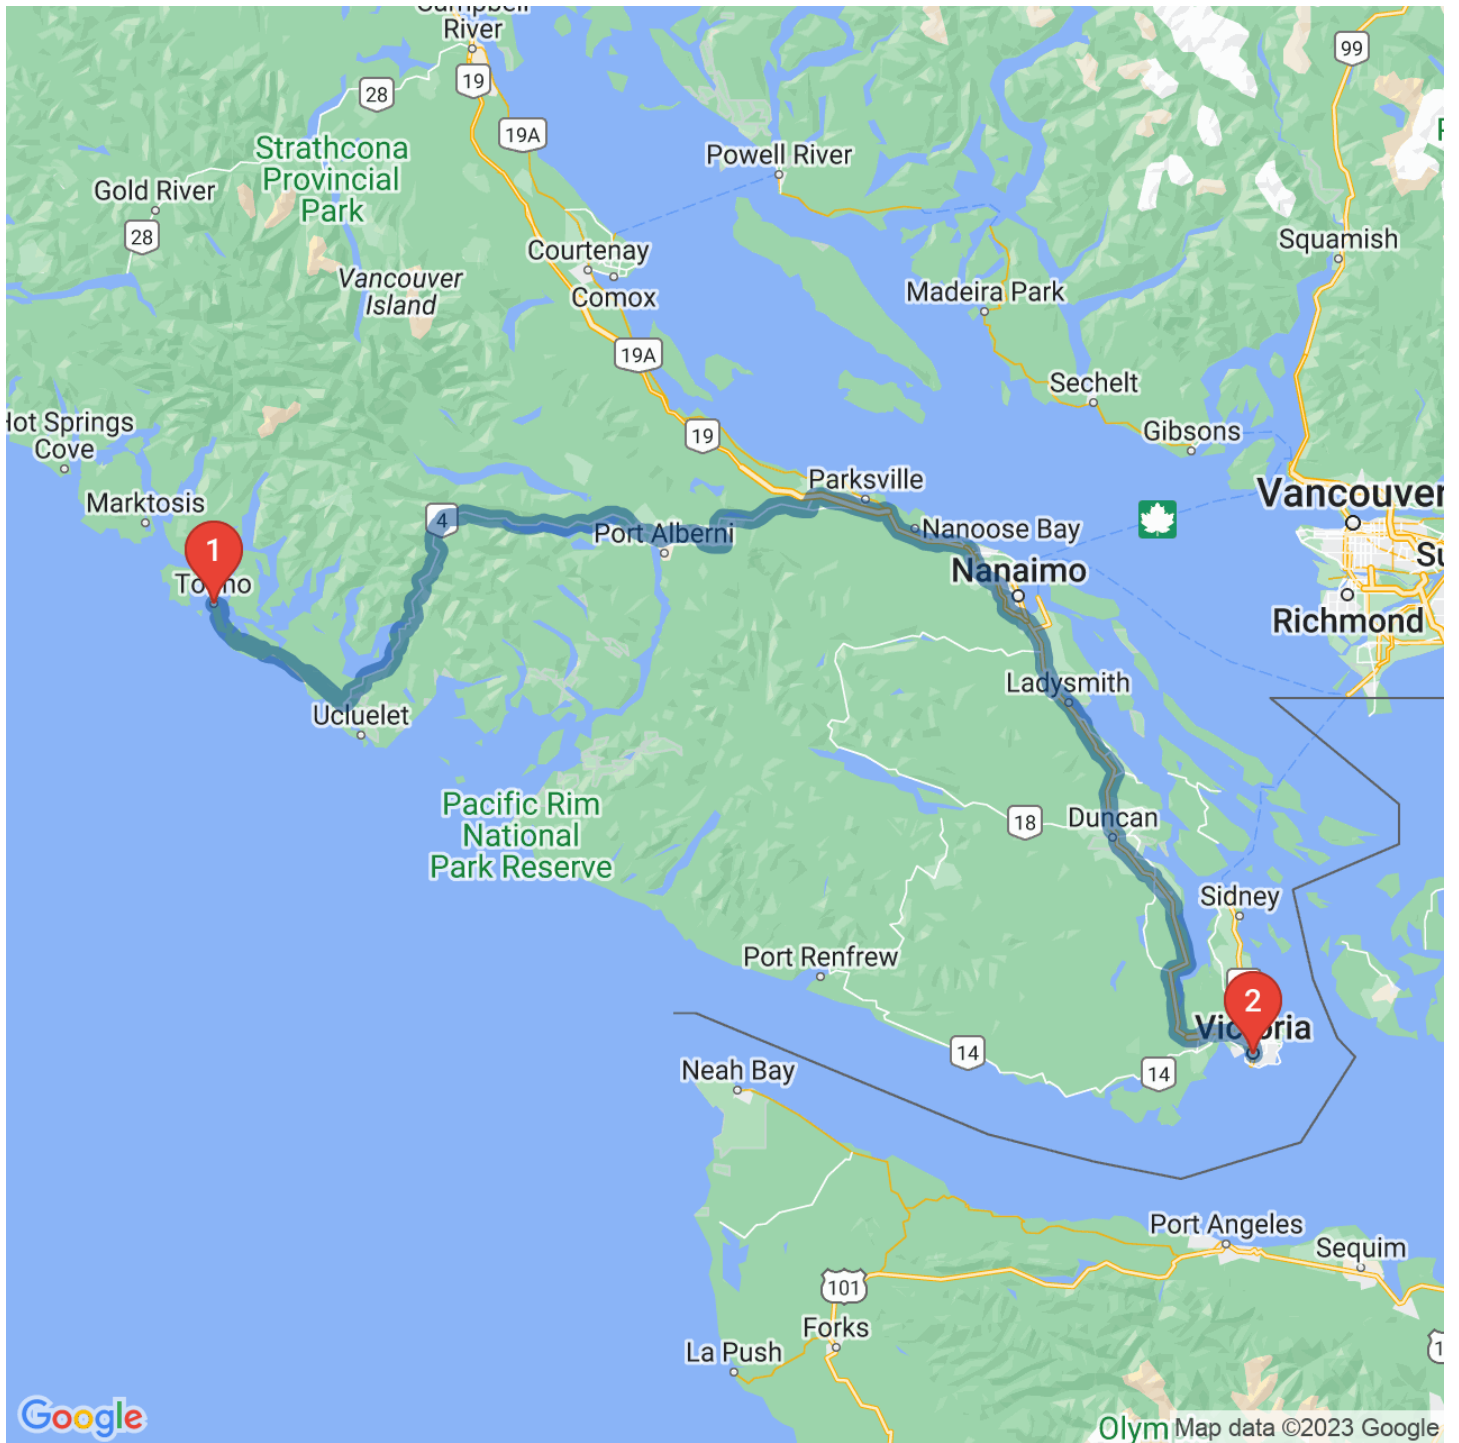 Campbell
River
19
99
28
19A
Strathcona
Provincial
Park
Powell River
Gold River
28
Squamish
Courtenay
Vancouver
Island
Comox
Madeira Park
19A
Sechelt
Hot Springs
Cove
19
Gibsons
Parksville
Vancouver
Marktosis
4
Port Alberni
Nanoose Bay
1
Nanaimo
Tofino
Richmond
Ladysmith
Ucluelet
Pacific Rim
National
Park Reserve
18
Duncan
Sidney
Port Renfrew
2
Victoria
14
14
Neah Bay
Port Angeles
Sequim
101
Forks
La Push
Google
Olym
Map data ©2023 Google